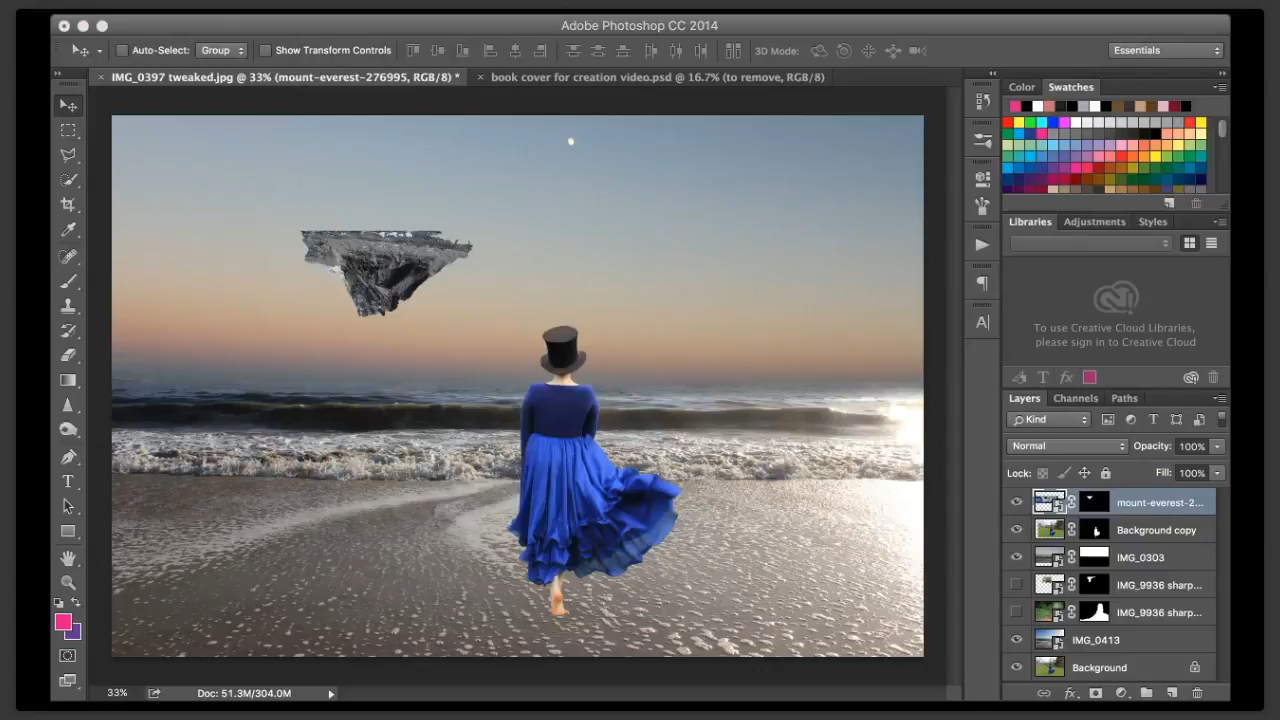 Adobe Photoshop CC 2014
Auto-Select: Group Show Transform Controls 3D Mode: Essentials
IMG_0397 tweaked.jpg @ 33% (mount-everest-276995, RGB/8) * book cover for creation video.psd @ 16.7% (to remove, RGB/8)
Color Swatches
Libraries Adjustments Styles
To use Creative Cloud Libraries,
please sign in to Creative Cloud
Layers Channels Paths
Kind
Normal Opacity: 100%
Lock: Fill: 100%
mount-everest-2...
Background copy
IMG_0303
IMG_9936 sharp...
IMG_9936 sharp...
IMG_0413
Background
33% Doc: 51.3M/304.0M